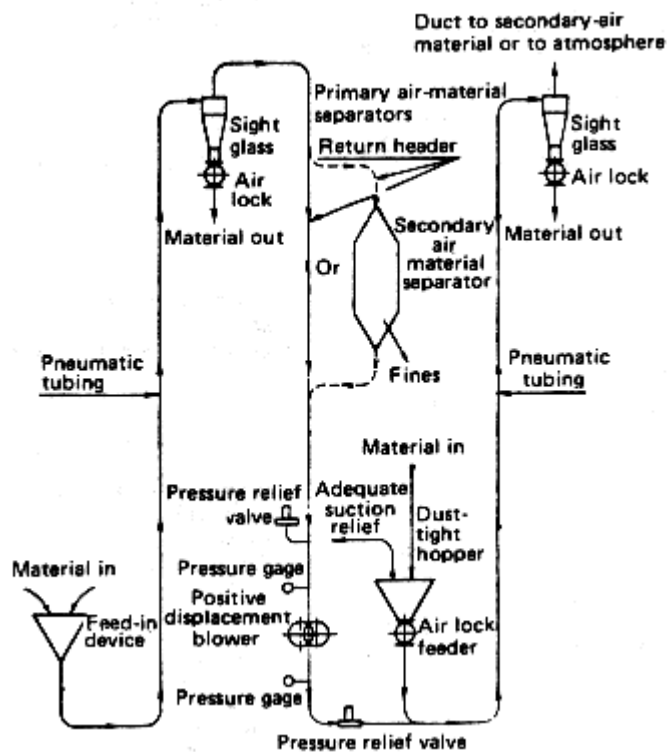 Duct to secondary-air
material or to atmosphere
Primary air-material
separators
Sight
glass
Return header
Sight
glass
Air
lock
Air lock
Material out
Secondary
air
material
separator
Material out
Or
Pneumatic
tubing
Fines
Pneumatic
tubing
Material in
Pressure relief
valve
Adequate
suction
relief
Dust-
tight
hopper
Material in
Pressure gage
Feed-in
device
Positive
displacement
blower
Air lock
feeder
Pressure gage
Pressure relief valve